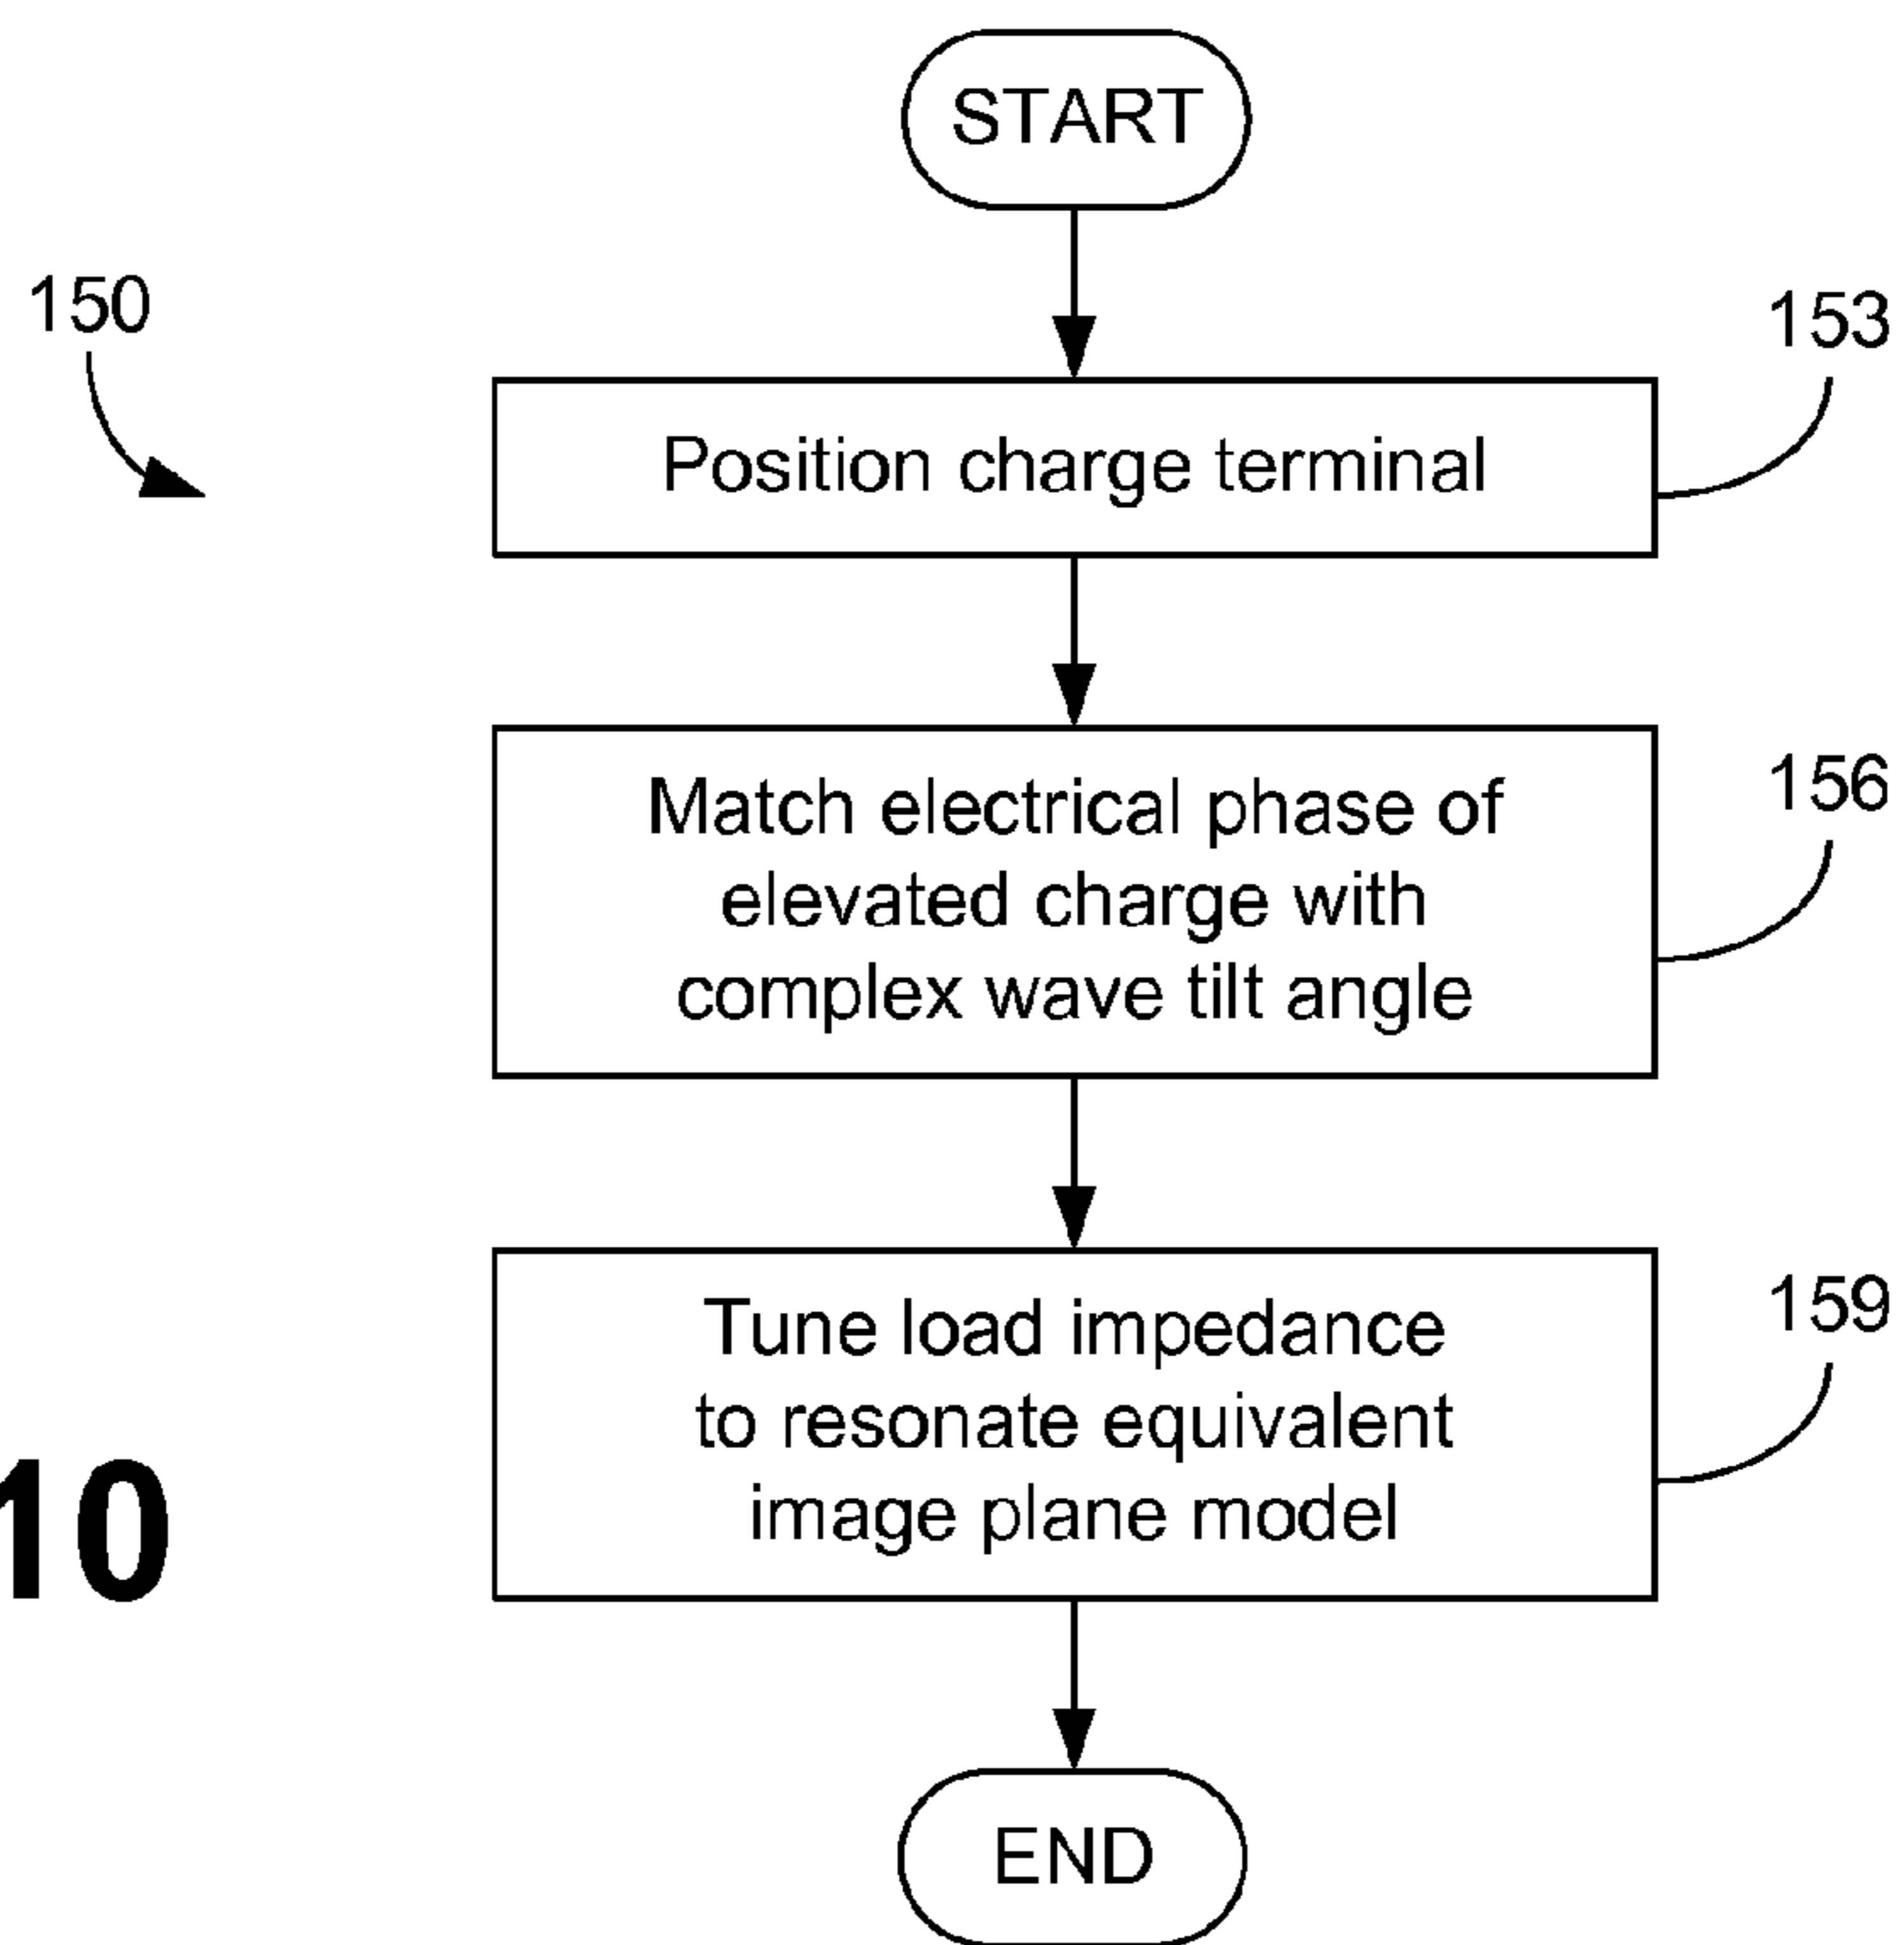 START
150
153
Position charge terminal
156
Match electrical phase of
elevated charge with
complex wave tilt angle
159
Tune load impedance
to resonate equivalent
image plane model
10
END